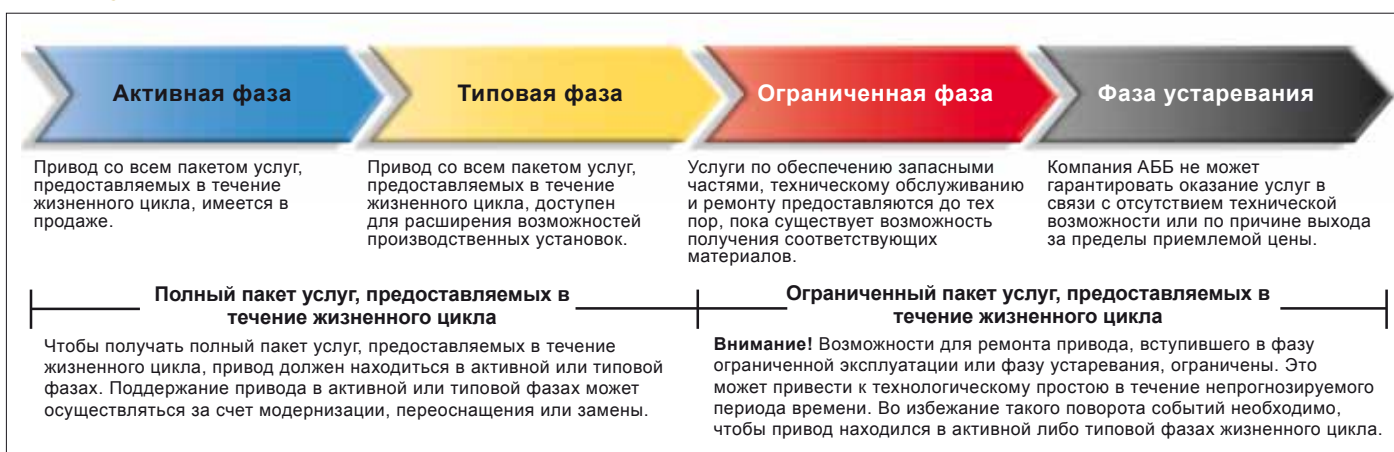 Активная фаза
Типовая фаза
Ограниченная фаза
Фаза устаревания
Привод со всем пакетом услуг,
предоставляемых в течение
жизненного цикла, имеется в
продаже.
Привод со всем пакетом услуг,
предоставляемых в течение
жизненного цикла, доступен
для расширения возможностей
производственных установок.
Услуги по обеспечению запасными
частями, техническому обслуживанию
и ремонту предоставляются до тех
пор, пока существует возможность
получения соответствующих
материалов.
Компания АББ не может
гарантировать оказание услуг в
связи с отсутствием технической
возможности или по причине выхода
за пределы приемлемой цены.
Полный пакет услуг, предоставляемых в
течение жизненного цикла
Чтобы получать полный пакет услуг, предоставляемых в течение
жизненного цикла, привод должен находиться в активной или типовой
фазах. Поддержание привода в активной или типовой фазах может
осуществляться за счет модернизации, переоснащения или замены.
Ограниченный пакет услуг, предоставляемых в
течение жизненного цикла
Внимание! Возможности для ремонта привода, вступившего в фазу
ограниченной эксплуатации или фазу устаревания, ограничены. Это
может привести к технологическому простою в течение непрогнозируемого
периода времени. Во избежание такого поворота событий необходимо,
чтобы привод находился в активной либо типовой фазах жизненного цикла.